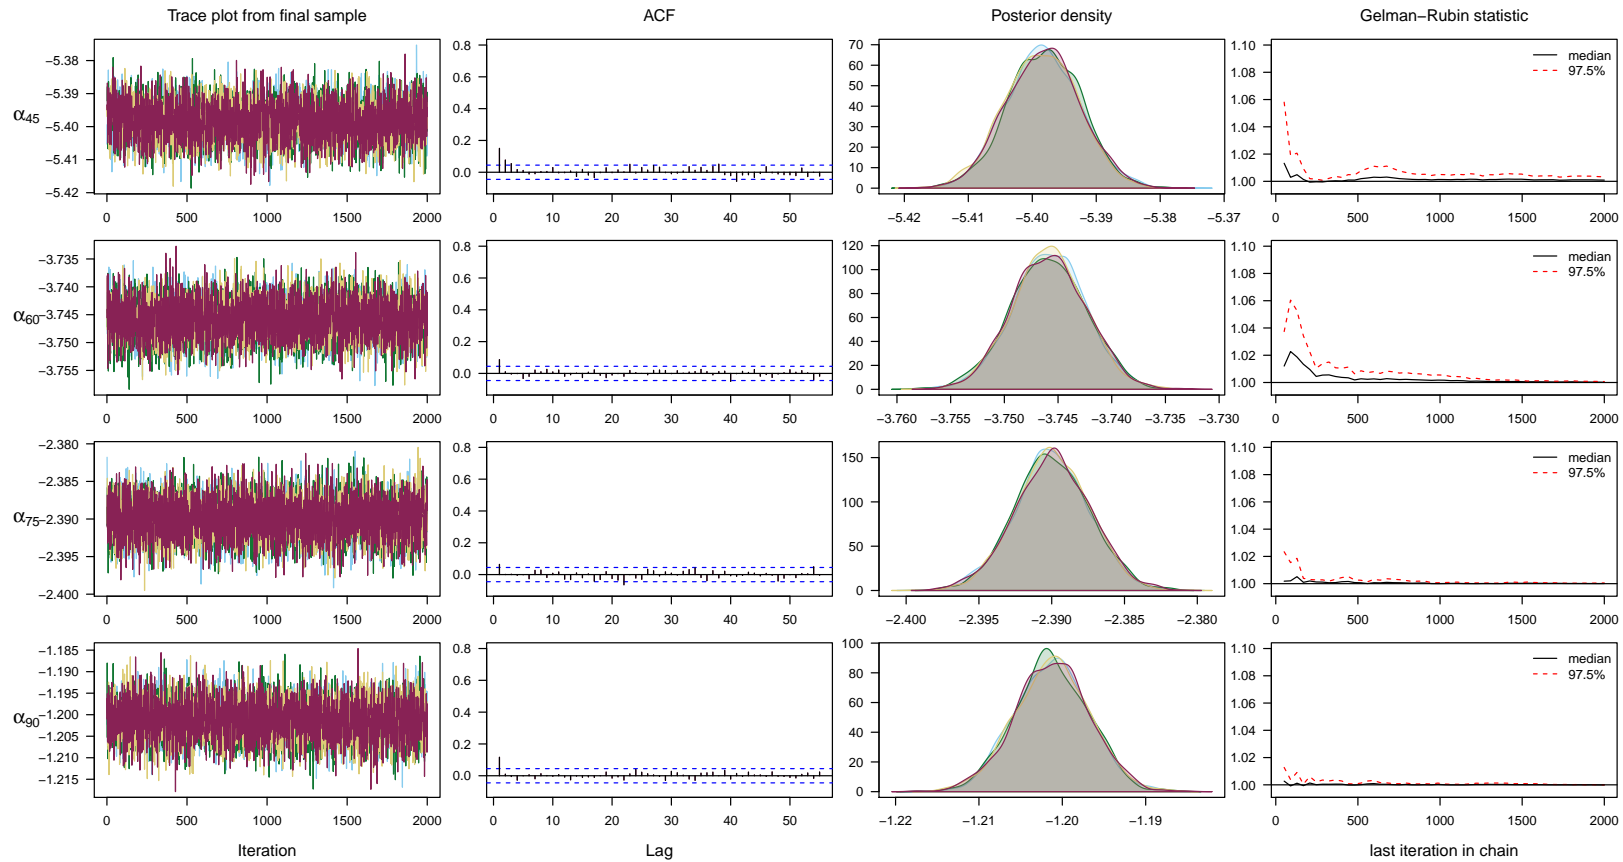 Trace plot from final sample ACF Posterior density Gelman−Rubin statistic
α45
−5.38 −5.39 −5.40 −5.41 −5.42
0 500 1000 1500 2000
0.8 0.6 0.4 0.2 0.0
0 10 20 30 40 50
70 60 50 40 30 20 10 0
−5.42 −5.41 −5.40 −5.39 −5.38 −5.37
1.10 1.08 1.06 1.04 1.02 1.00
median
97.5%
0 500 1000 1500 2000
α60
−3.735 −3.740 −3.745 −3.750 −3.755
0 500 1000 1500 2000
0.8 0.6 0.4 0.2 0.0
0 10 20 30 40 50
120 100 80 60 40 20 0
−3.760 −3.755 −3.750 −3.745 −3.740 −3.735 −3.730
1.10 1.08 1.06 1.04 1.02 1.00
median
97.5%
0 500 1000 1500 2000
α75
−2.380 −2.385 −2.390 −2.395 −2.400
0 500 1000 1500 2000
0.8 0.6 0.4 0.2 0.0
0 10 20 30 40 50
150 100 50 0
−2.400 −2.395 −2.390 −2.385 −2.380
1.10 1.08 1.06 1.04 1.02 1.00
median
97.5%
0 500 1000 1500 2000
α90
−1.185 −1.190 −1.195 −1.200 −1.205 −1.210 −1.215
0 500 1000 1500 2000
0.8 0.6 0.4 0.2 0.0
0 10 20 30 40 50
100 80 60 40 20 0
−1.22 −1.21 −1.20 −1.19
1.10 1.08 1.06 1.04 1.02 1.00
median
97.5%
0 500 1000 1500 2000
Iteration Lag last iteration in chain